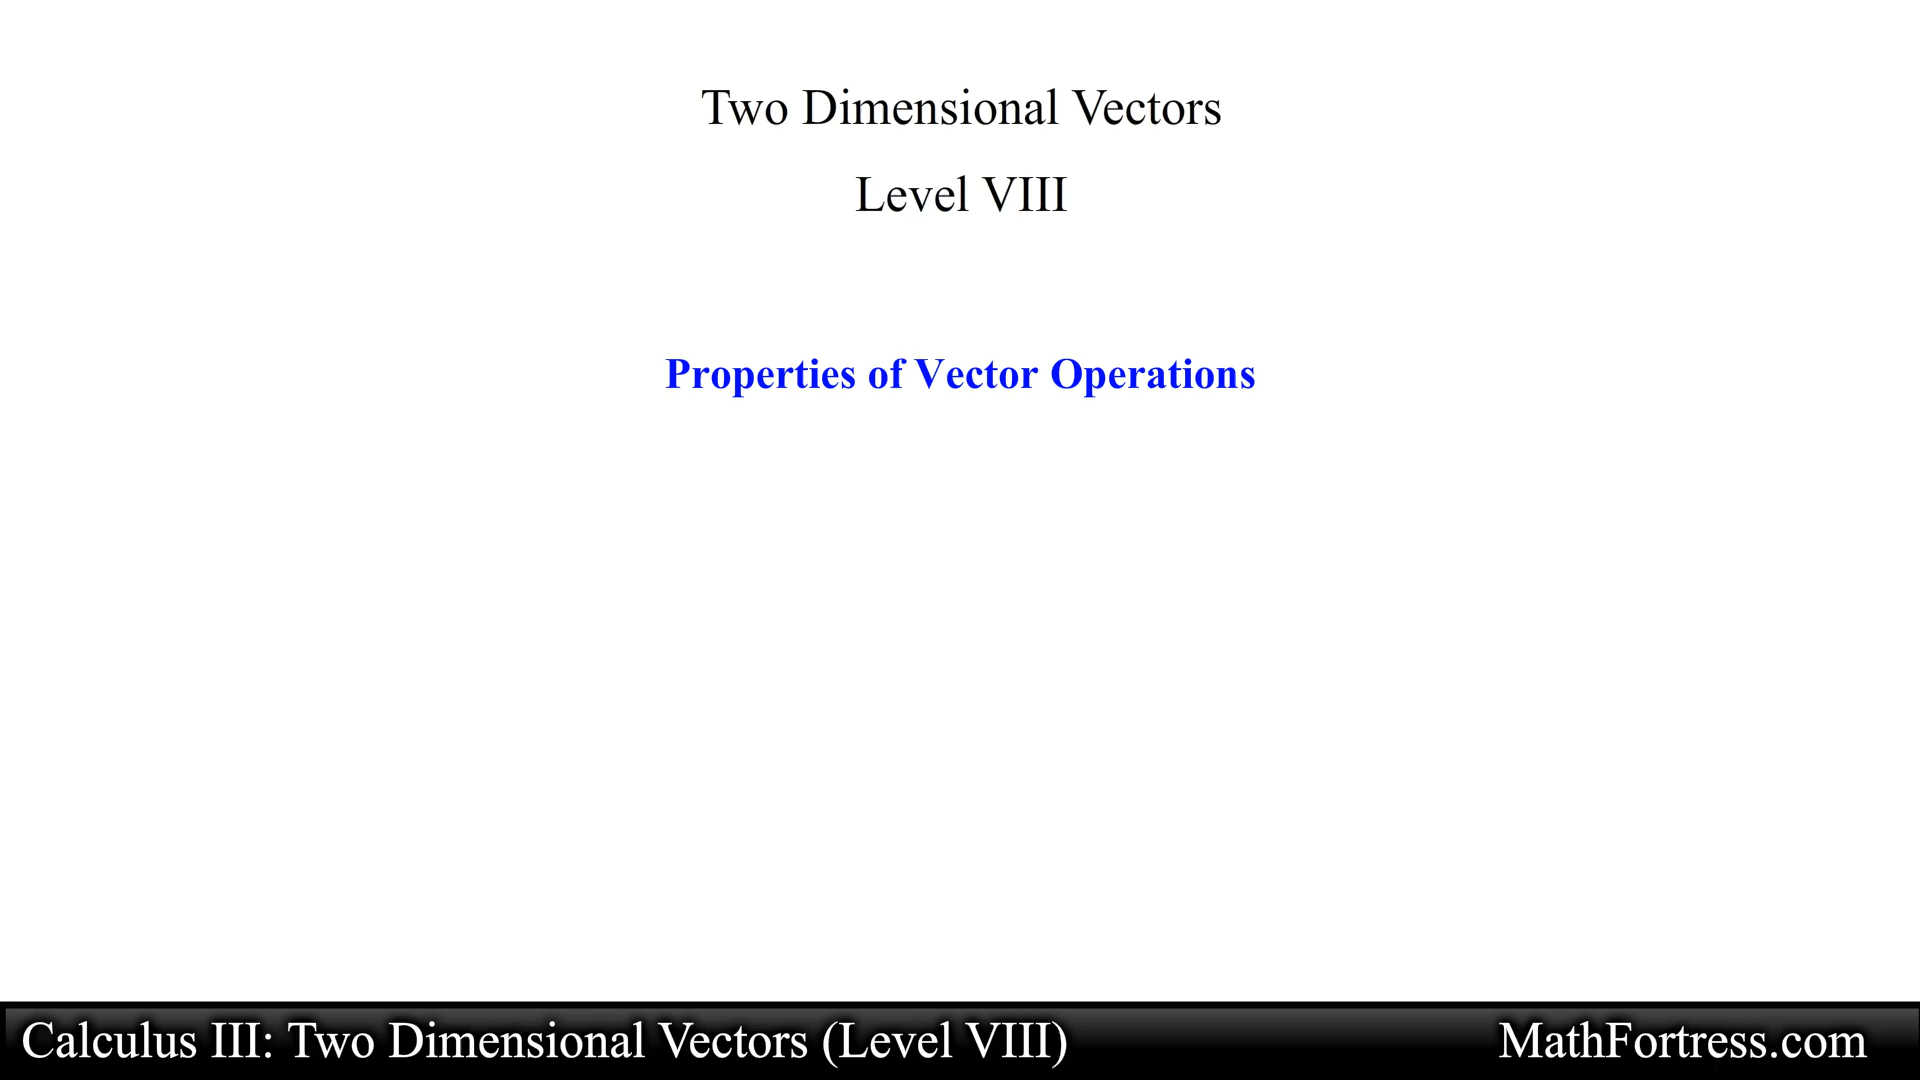 Two Dimensional Vectors
Level VIII
Properties of Vector Operations
Calculus III: Two Dimensional Vectors (Level VIII)
MathFortress.com